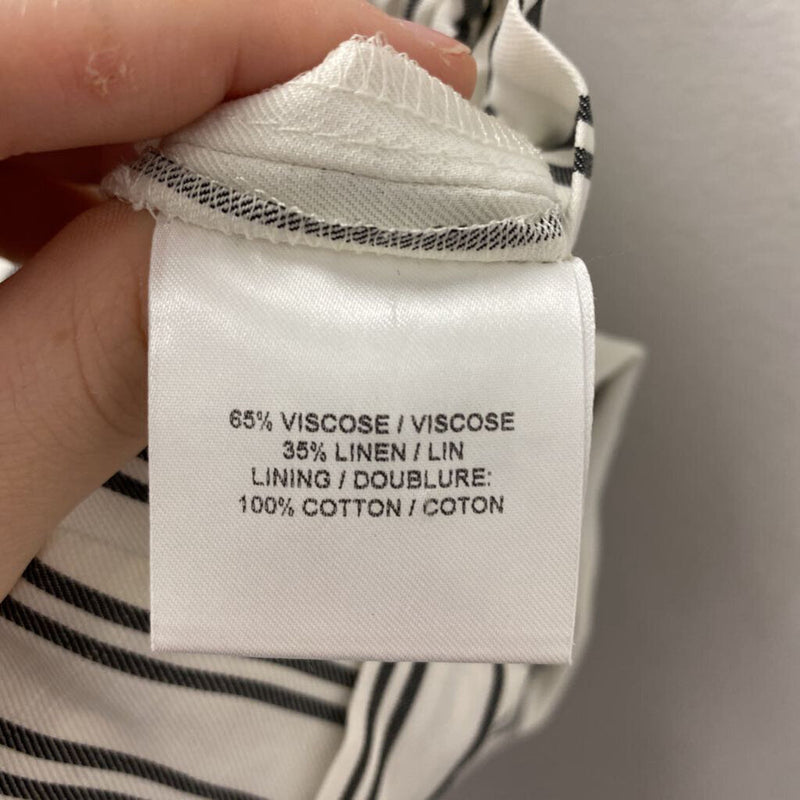 65% VISCOSE / VISCOSE
35% LINEN / LIN
LINING / DOUBLURE:
100% COTTON / COTON